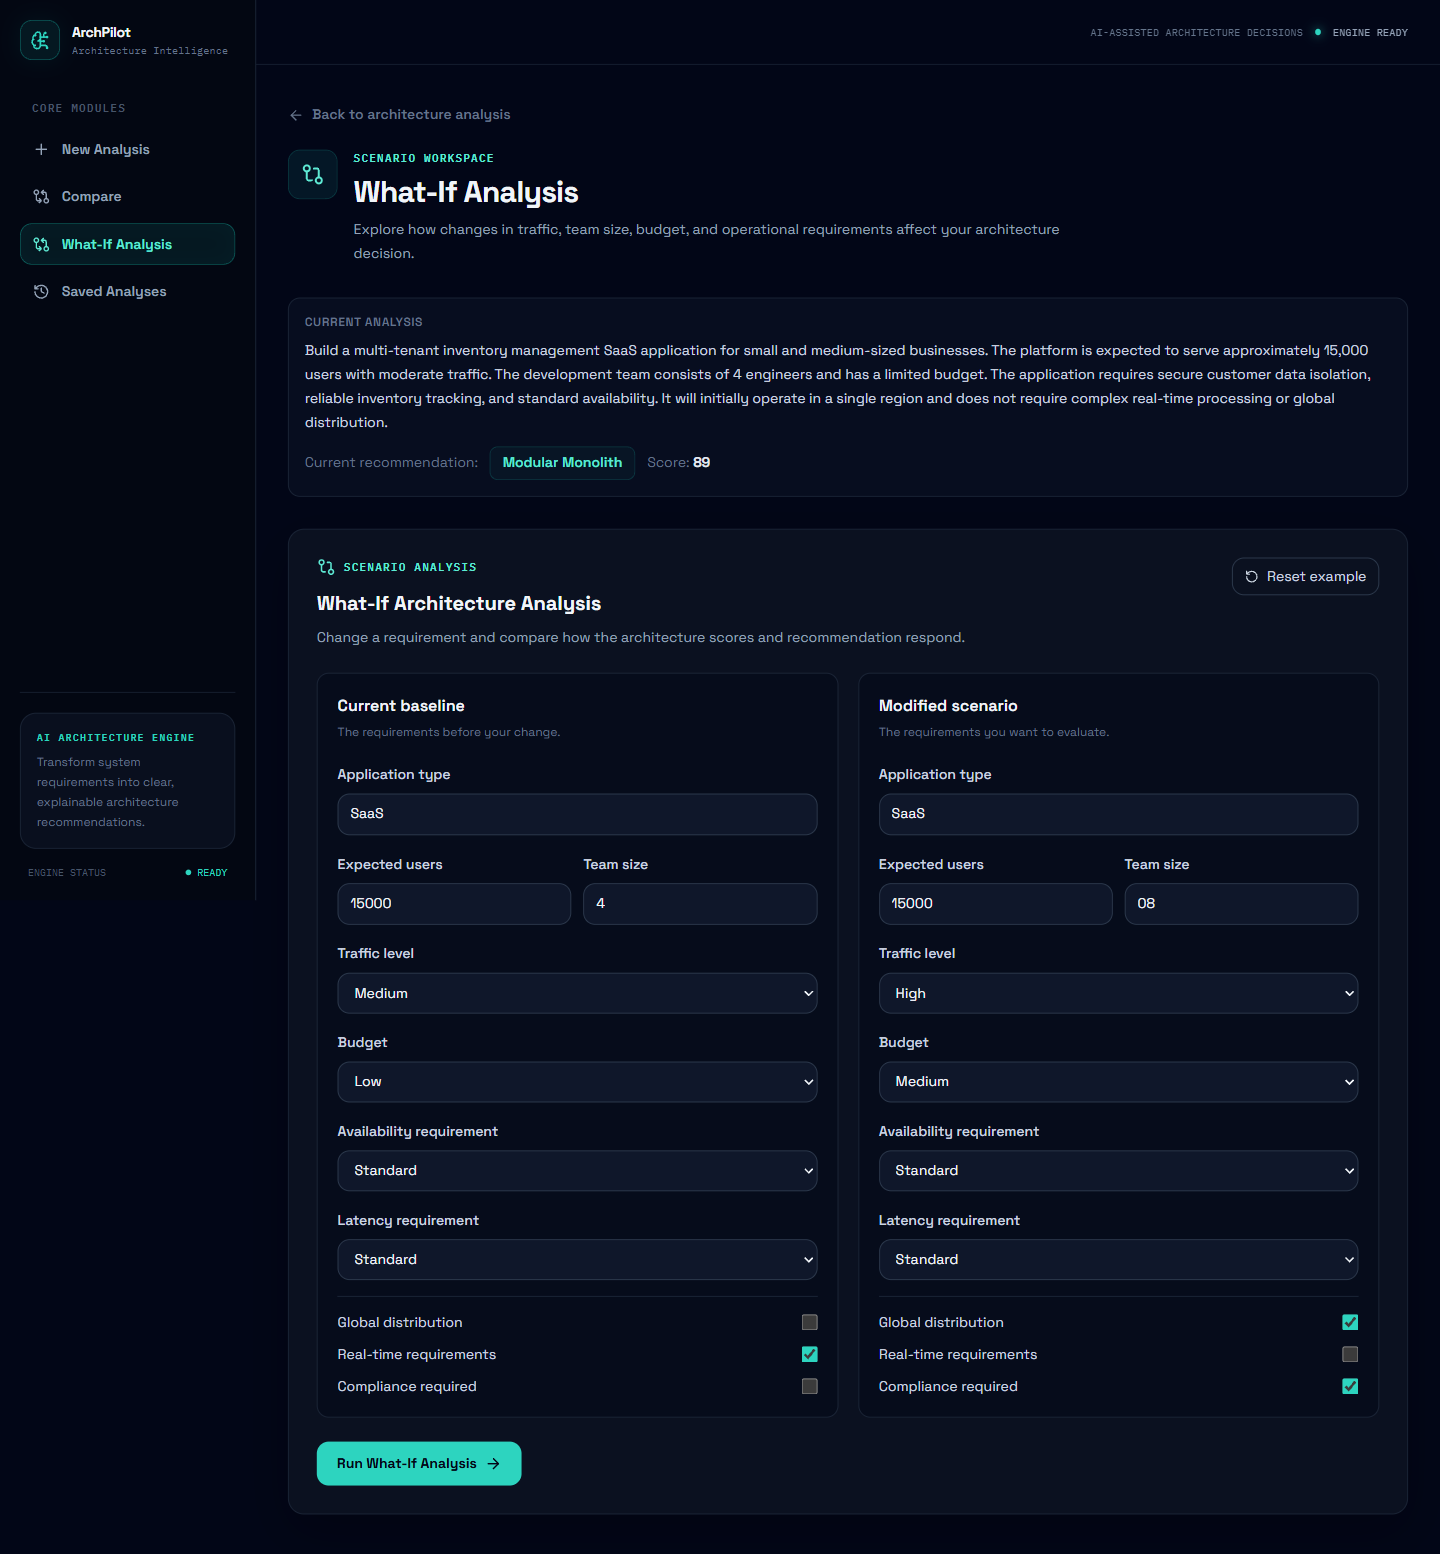 ArchPilot
Architecture Intelligence
CORE MODULES
New Analysis
Compare
What-If Analysis
Saved Analyses
AI ARCHITECTURE ENGINE
Transform system
requirements into clear,
explainable architecture
recommendations.
ENGINE STATUS
READY
AI-ASSISTED ARCHITECTURE DECISIONS
ENGINE READY
Back to architecture analysis
SCENARIO WORKSPACE
What-If Analysis
Explore how changes in traffic, team size, budget, and operational requirements affect your architecture
decision.
CURRENT ANALYSIS
Build a multi-tenant inventory management SaaS application for small and medium-sized businesses. The platform is expected to serve approximately 15,000
users with moderate traffic. The development team consists of 4 engineers and has a limited budget. The application requires secure customer data isolation,
reliable inventory tracking, and standard availability. It will initially operate in a single region and does not require complex real-time processing or global
distribution.
Current recommendation: Modular Monolith Score: 89
SCENARIO ANALYSIS
Reset example
What-If Architecture Analysis
Change a requirement and compare how the architecture scores and recommendation respond.
Current baseline
The requirements before your change.
Application type
SaaS
Expected users Team size
15000 4
Traffic level
Medium
Budget
Low
Availability requirement
Standard
Latency requirement
Standard
Global distribution
Real-time requirements
Compliance required
Modified scenario
The requirements you want to evaluate.
Application type
SaaS
Expected users Team size
15000 08
Traffic level
High
Budget
Medium
Availability requirement
Standard
Latency requirement
Standard
Global distribution
Real-time requirements
Compliance required
Run What-If Analysis